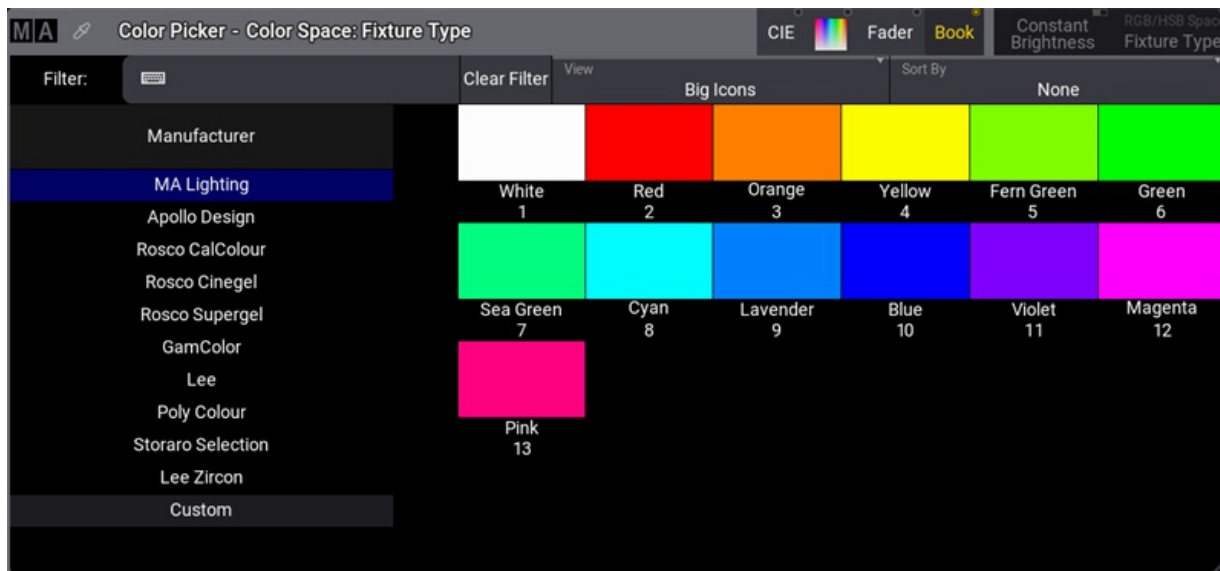 MA Color Picker - Color Space: Fixture Type CIE Fader Book Constant Brightness RGB/HSB Space Fixture Type
Filter: Clear Filter View Big Icons Sort By None
Manufacturer
MA Lighting
Apollo Design
Rosco CalColour
Rosco Cinegel
Rosco Supergel
GamColor
Lee
Poly Colour
Storaro Selection
Lee Zircon
Custom
White Red Orange Yellow Fern Green Green
1 2 3 4 5 6
Sea Green Cyan Lavender Blue Violet Magenta
7 8 9 10 11 12
Pink
13